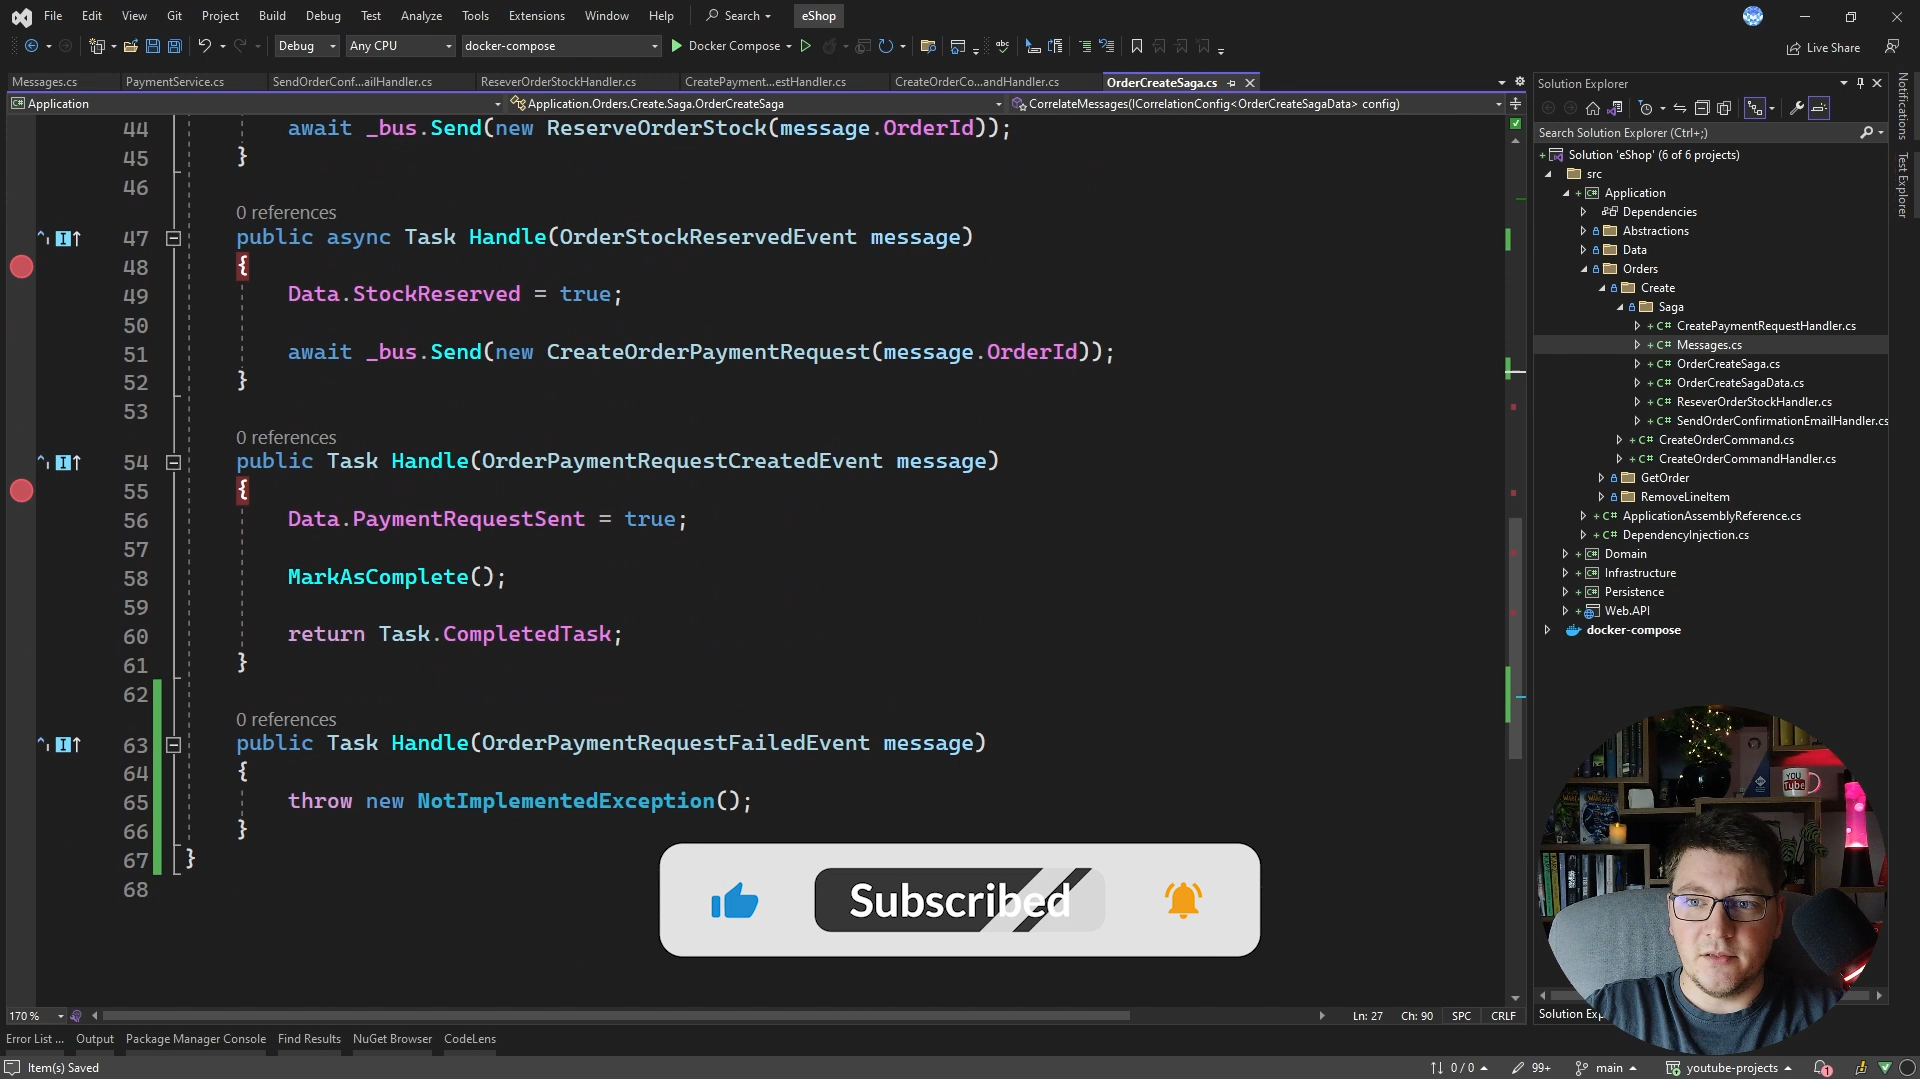 File Edit View Git Project Build Debug Test Analyze Tools Extensions Window Help Search eShop
Debug Any CPU docker-compose Docker Compose Live Share
Messages.cs PaymentService.cs SendOrderConf...ailHandler.cs ReseverOrderStockHandler.cs CreatePayment...estHandler.cs CreateOrderCo...andHandler.cs OrderCreateSaga.cs
Application Application.Orders.Create.Saga.OrderCreateSaga CorrelateMessages(ICorrelationConfig<OrderCreateSagaData> config)
44 await _bus.Send(new ReserveOrderStock(message.OrderId));
45 }
46
0 references
47 public async Task Handle(OrderStockReservedEvent message)
48 {
49 Data.StockReserved = true;
50
51 await _bus.Send(new CreateOrderPaymentRequest(message.OrderId));
52 }
53
0 references
54 public Task Handle(OrderPaymentRequestCreatedEvent message)
55 {
56 Data.PaymentRequestSent = true;
57
58 MarkAsComplete();
59
60 return Task.CompletedTask;
61 }
62
0 references
63 public Task Handle(OrderPaymentRequestFailedEvent message)
64 {
65 throw new NotImplementedException();
66 }
67 }
68
Subscribed
170 % Ln: 27 Ch: 90 SPC CRLF
Error List ... Output Package Manager Console Find Results NuGet Browser CodeLens
Item(s) Saved 0 / 0 99+ main youtube-projects 1
Solution Explorer
Search Solution Explorer (Ctrl+;)
Solution 'eShop' (6 of 6 projects)
src
Application
Dependencies
Abstractions
Data
Orders
Create
Saga
CreatePaymentRequestHandler.cs
Messages.cs
OrderCreateSaga.cs
OrderCreateSagaData.cs
ReseverOrderStockHandler.cs
SendOrderConfirmationEmailHandler.cs
CreateOrderCommand.cs
CreateOrderCommandHandler.cs
GetOrder
RemoveLineItem
ApplicationAssemblyReference.cs
DependencyInjection.cs
Domain
Infrastructure
Persistence
Web.API
docker-compose
Solution Exp
Notifications
Test Explorer
YOU
Tube